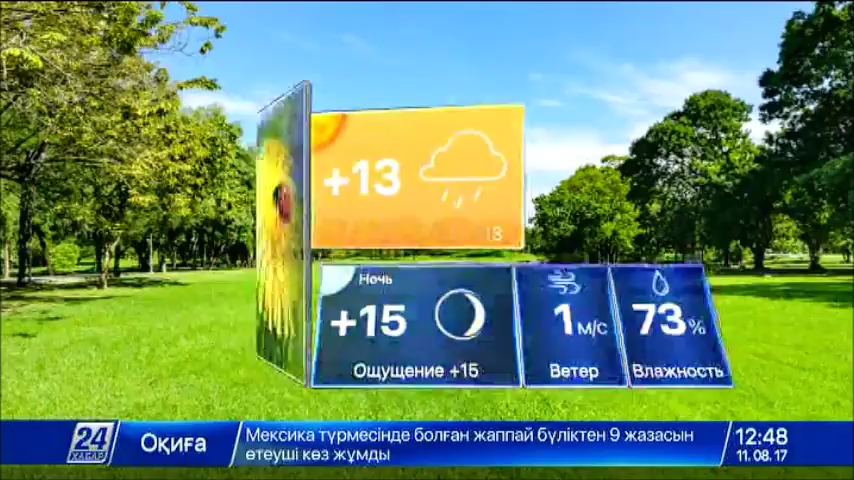 +13
18
Ночь
+15
Ощущение +15
1 м/с
Ветер
73 %
Влажность
24
ХАБАР
Оқиға
Мексика түрмесінде болған жаппай бүліктен 9 жазасын
өтеуші көз жұмды
12:48
11.08.17